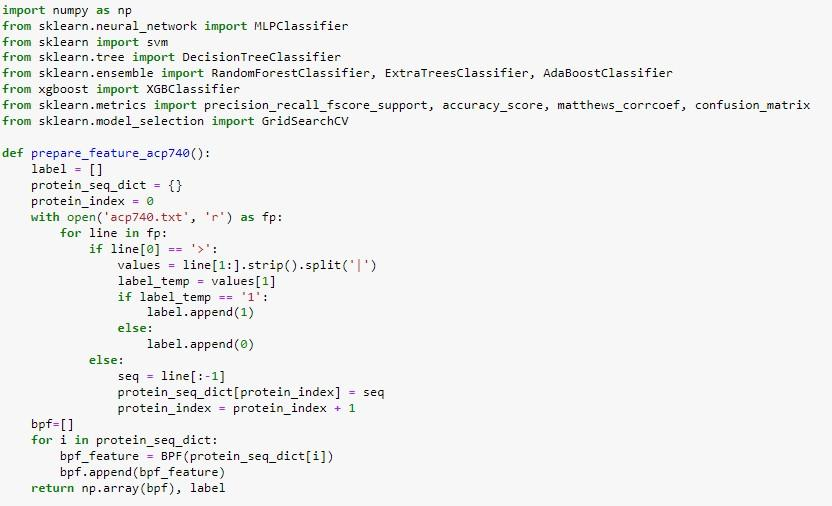 import numpy as np
from sklearn.neural_network import MLPClassifier
from sklearn import svm
from sklearn.tree import DecisionTreeClassifier
from sklearn.ensemble import RandomForestClassifier, ExtraTreesClassifier, AdaBoostClassifier
from xgboost import XGBClassifier
from sklearn.metrics import precision_recall_fscore_support, accuracy_score, matthews_corrcoef, confusion_matrix
from sklearn.model_selection import GridSearchCV

def prepare_feature_acp740():
    label = []
    protein_seq_dict = {}
    protein_index = 0
    with open('acp740.txt', 'r') as fp:
        for line in fp:
            if line[0] == '>':
                values = line[1:].strip().split('|')
                label_temp = values[1]
                if label_temp == '1':
                    label.append(1)
                else:
                    label.append(0)
            else:
                seq = line[:-1]
                protein_seq_dict[protein_index] = seq
                protein_index = protein_index + 1
    bpf=[]
    for i in protein_seq_dict:
        bpf_feature = BPF(protein_seq_dict[i])
        bpf.append(bpf_feature)
    return np.array(bpf), label